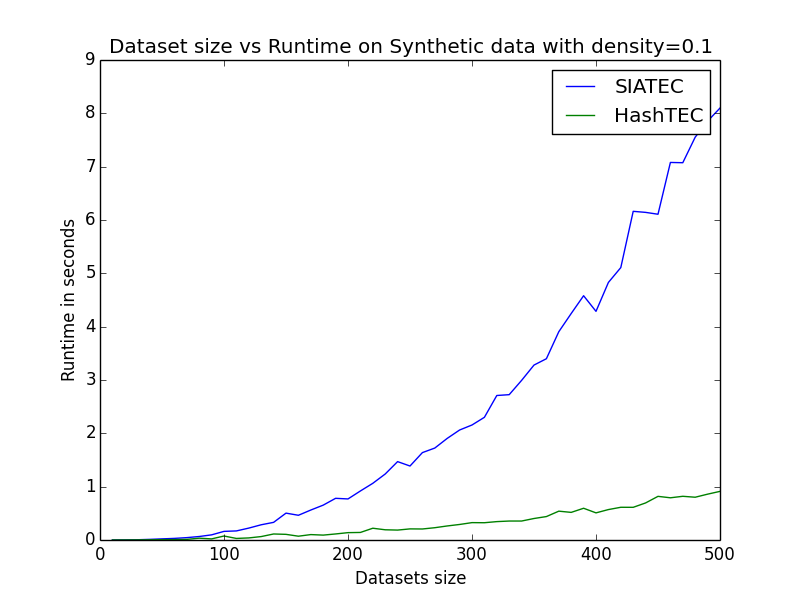 Dataset size vs Runtime on Synthetic data with density=0.1
SIATEC
HashTEC
9
8
7
6
5
4
3
2
1
0
Runtime in seconds
0 100 200 300 400 500
Datasets size